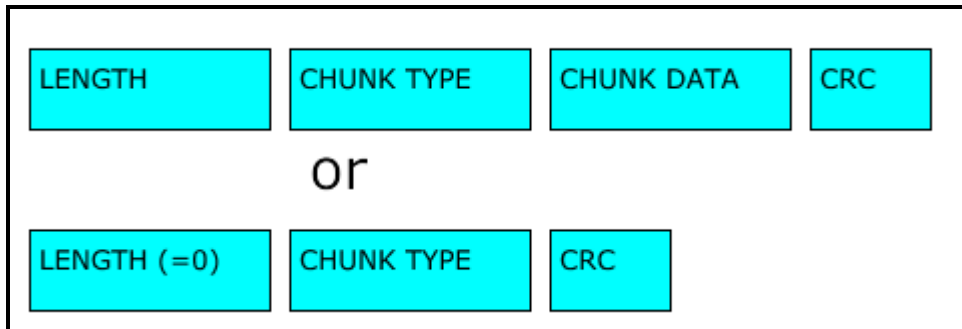 LENGTH CHUNK TYPE CHUNK DATA CRC
or
LENGTH (=0) CHUNK TYPE CRC